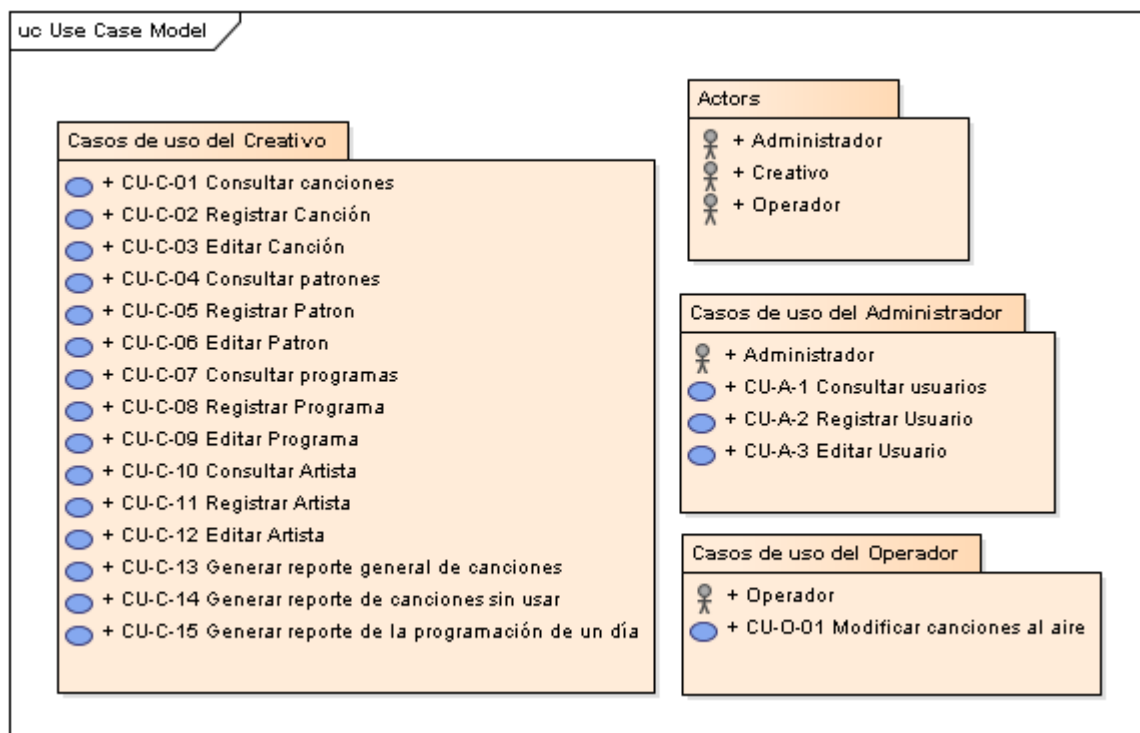 uc Use Case Model
Casos de uso del Creativo
+ CU-C-01 Consultar canciones
+ CU-C-02 Registrar Canción
+ CU-C-03 Editar Canción
+ CU-C-04 Consultar patrones
+ CU-C-05 Registrar Patron
+ CU-C-06 Editar Patron
+ CU-C-07 Consultar programas
+ CU-C-08 Registrar Programa
+ CU-C-09 Editar Programa
+ CU-C-10 Consultar Artista
+ CU-C-11 Registrar Artista
+ CU-C-12 Editar Artista
+ CU-C-13 Generar reporte general de canciones
+ CU-C-14 Generar reporte de canciones sin usar
+ CU-C-15 Generar reporte de la programación de un día
Actors
+ Administrador
+ Creativo
+ Operador
Casos de uso del Administrador
+ Administrador
+ CU-A-1 Consultar usuarios
+ CU-A-2 Registrar Usuario
+ CU-A-3 Editar Usuario
Casos de uso del Operador
+ Operador
+ CU-O-01 Modificar canciones al aire